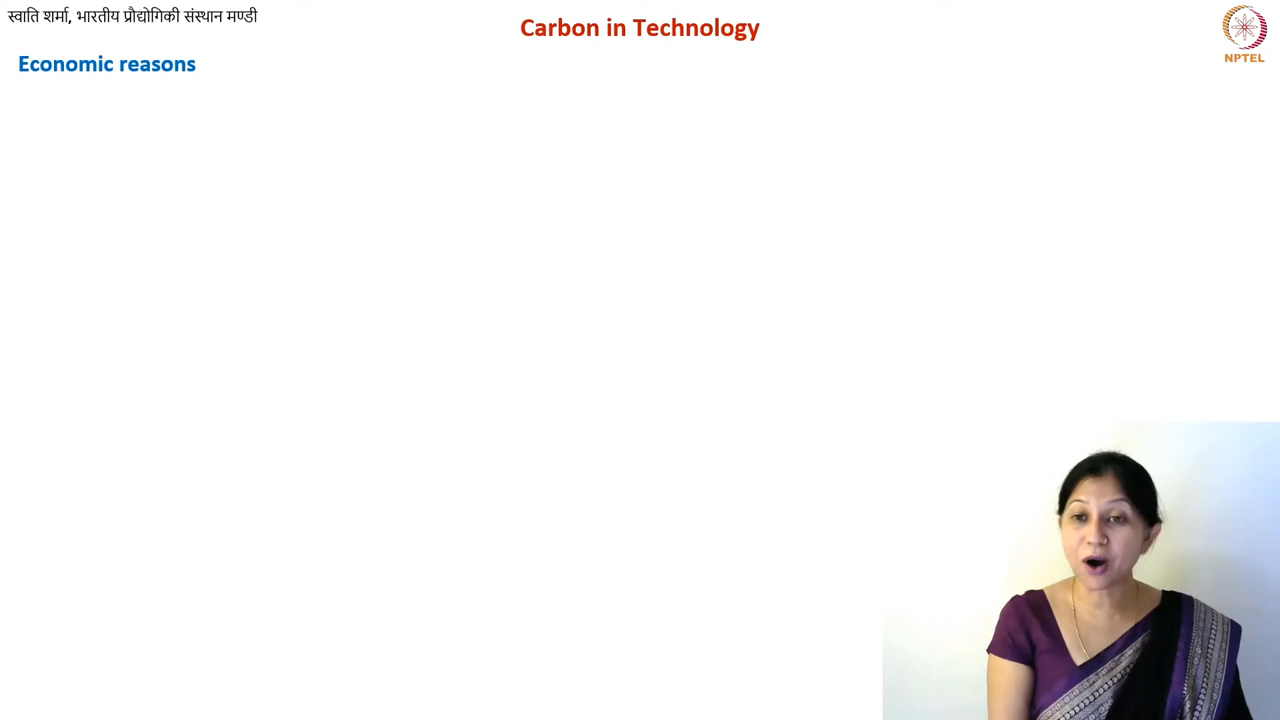 स्वाति शर्मा, भारतीय प्रौद्योगिकी संस्थान मण्डी
Carbon in Technology
NPTEL
Economic reasons